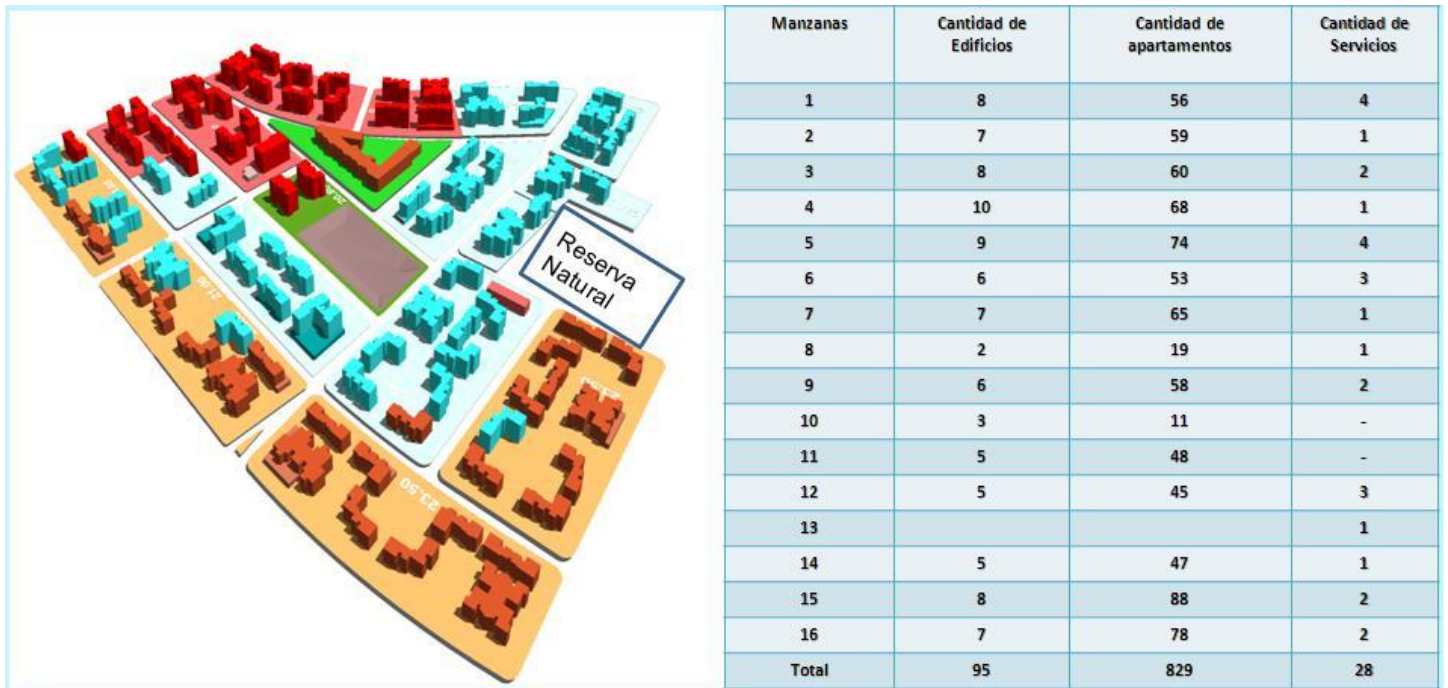 Reserva
Natural
20.80
21.00
23.50
23.50
Manzanas Cantidad de Edificios Cantidad de apartamentos Cantidad de Servicios
1 8 56 4
2 7 59 1
3 8 60 2
4 10 68 1
5 9 74 4
6 6 53 3
7 7 65 1
8 2 19 1
9 6 58 2
10 3 11 -
11 5 48 -
12 5 45 3
13 1
14 5 47 1
15 8 88 2
16 7 78 2
Total 95 829 28